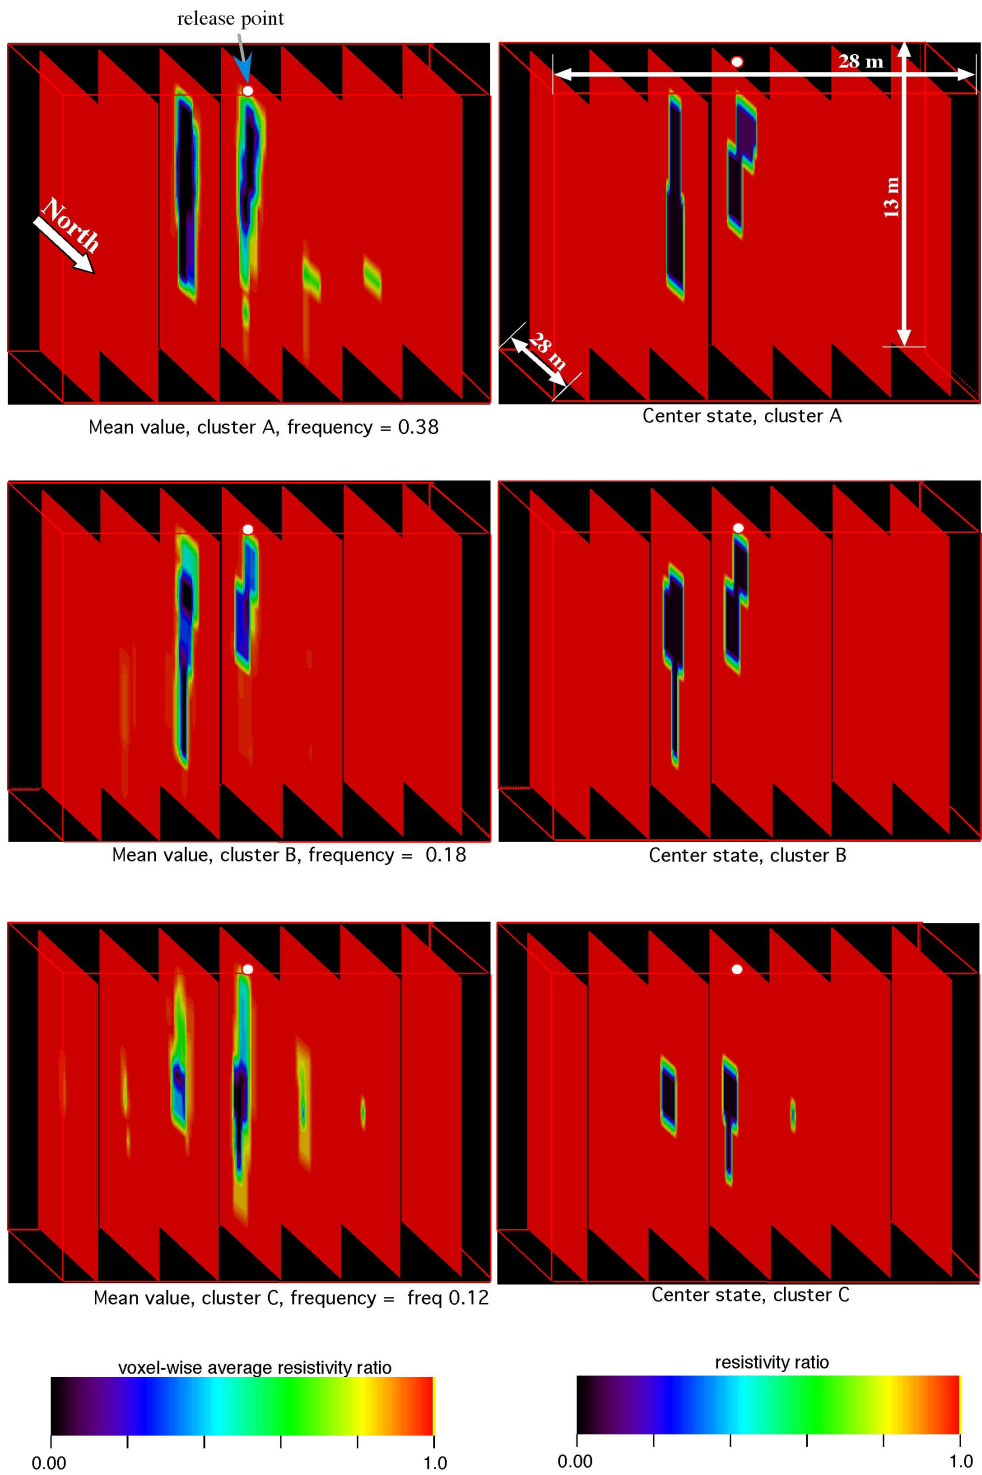 release point
28 m
13 m
North
28 m
Mean value, cluster A, frequency = 0.38
Center state, cluster A
Mean value, cluster B, frequency = 0.18
Center state, cluster B
Mean value, cluster C, frequency = freq 0.12
Center state, cluster C
voxel-wise average resistivity ratio
resistivity ratio
0.00 1.0
0.00 1.0